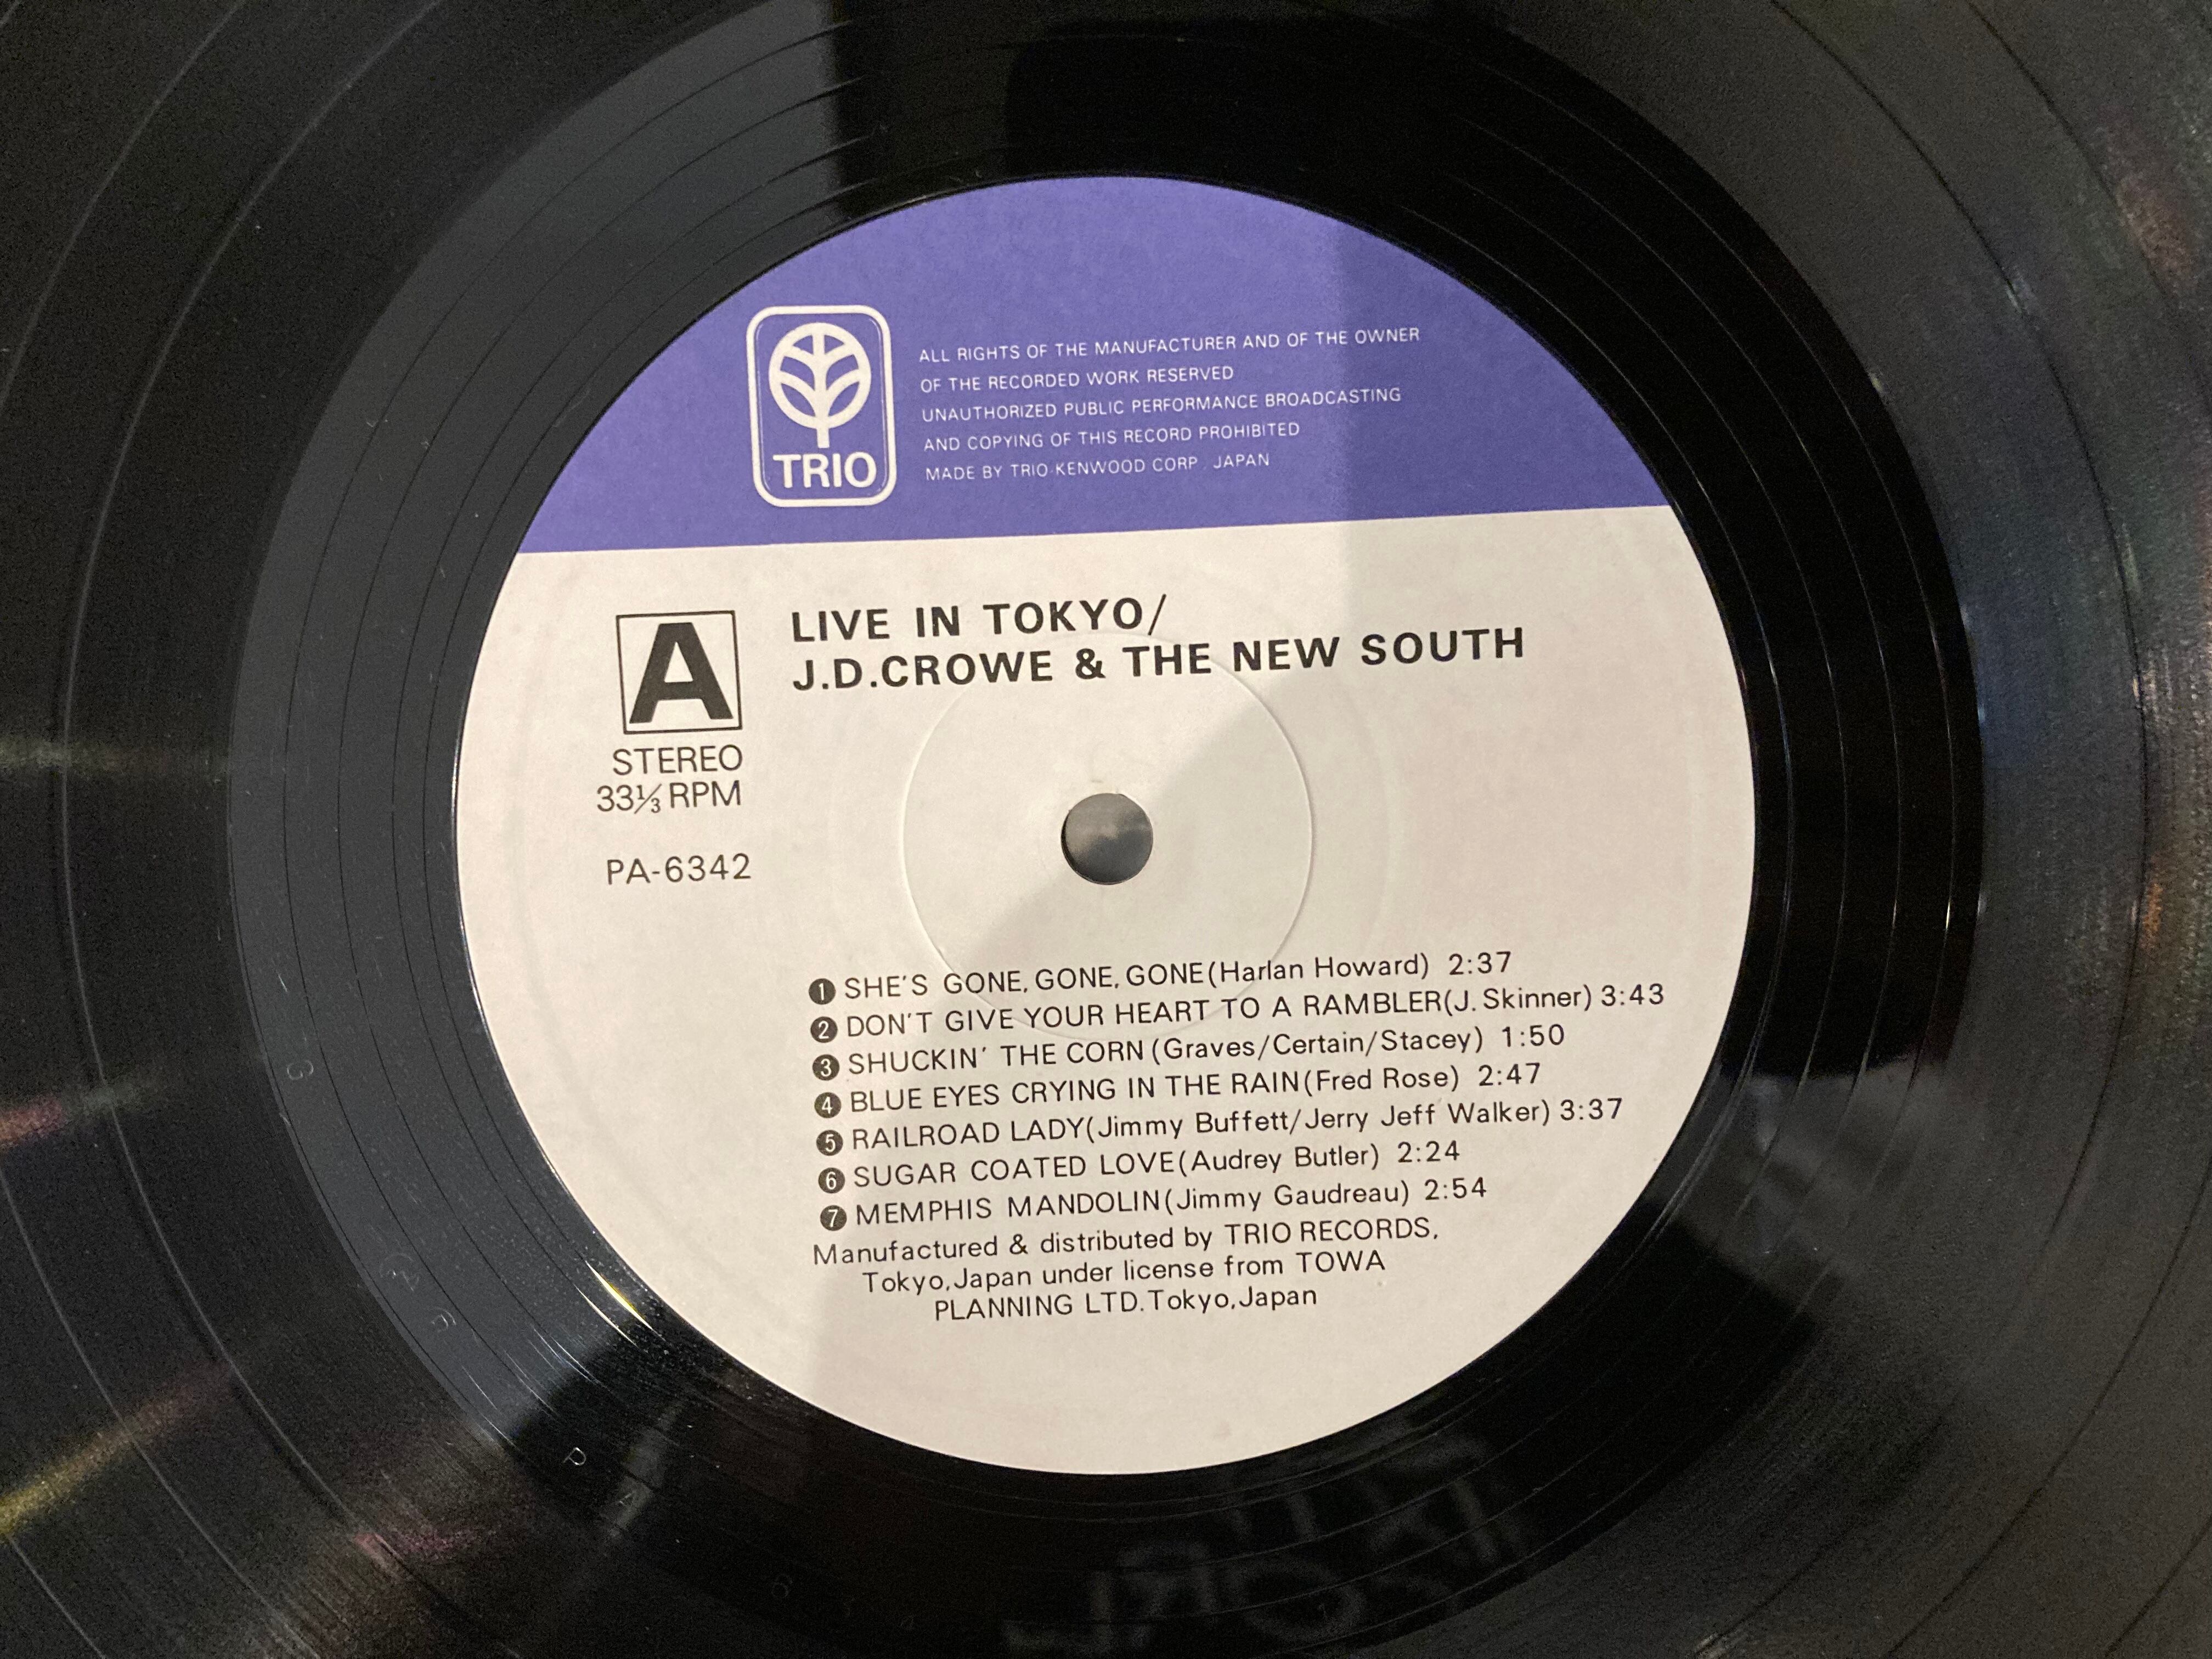 TRIO
ALL RIGHTS OF THE MANUFACTURER AND OF THE OWNER
OF THE RECORDED WORK RESERVED
UNAUTHORIZED PUBLIC PERFORMANCE BROADCASTING
AND COPYING OF THIS RECORD PROHIBITED
MADE BY TRIO-KENWOOD CORP. JAPAN
A
STEREO
33⅓ RPM
PA-6342
LIVE IN TOKYO/
J.D.CROWE & THE NEW SOUTH
❶ SHE'S GONE, GONE, GONE(Harlan Howard) 2:37
❷ DON'T GIVE YOUR HEART TO A RAMBLER(J. Skinner) 3:43
❸ SHUCKIN' THE CORN (Graves/Certain/Stacey) 1:50
❹ BLUE EYES CRYING IN THE RAIN(Fred Rose) 2:47
❺ RAILROAD LADY(Jimmy Buffett/Jerry Jeff Walker) 3:37
❻ SUGAR COATED LOVE(Audrey Butler) 2:24
❼ MEMPHIS MANDOLIN(Jimmy Gaudreau) 2:54
Manufactured & distributed by TRIO RECORDS,
Tokyo,Japan under license from TOWA
PLANNING LTD.Tokyo,Japan